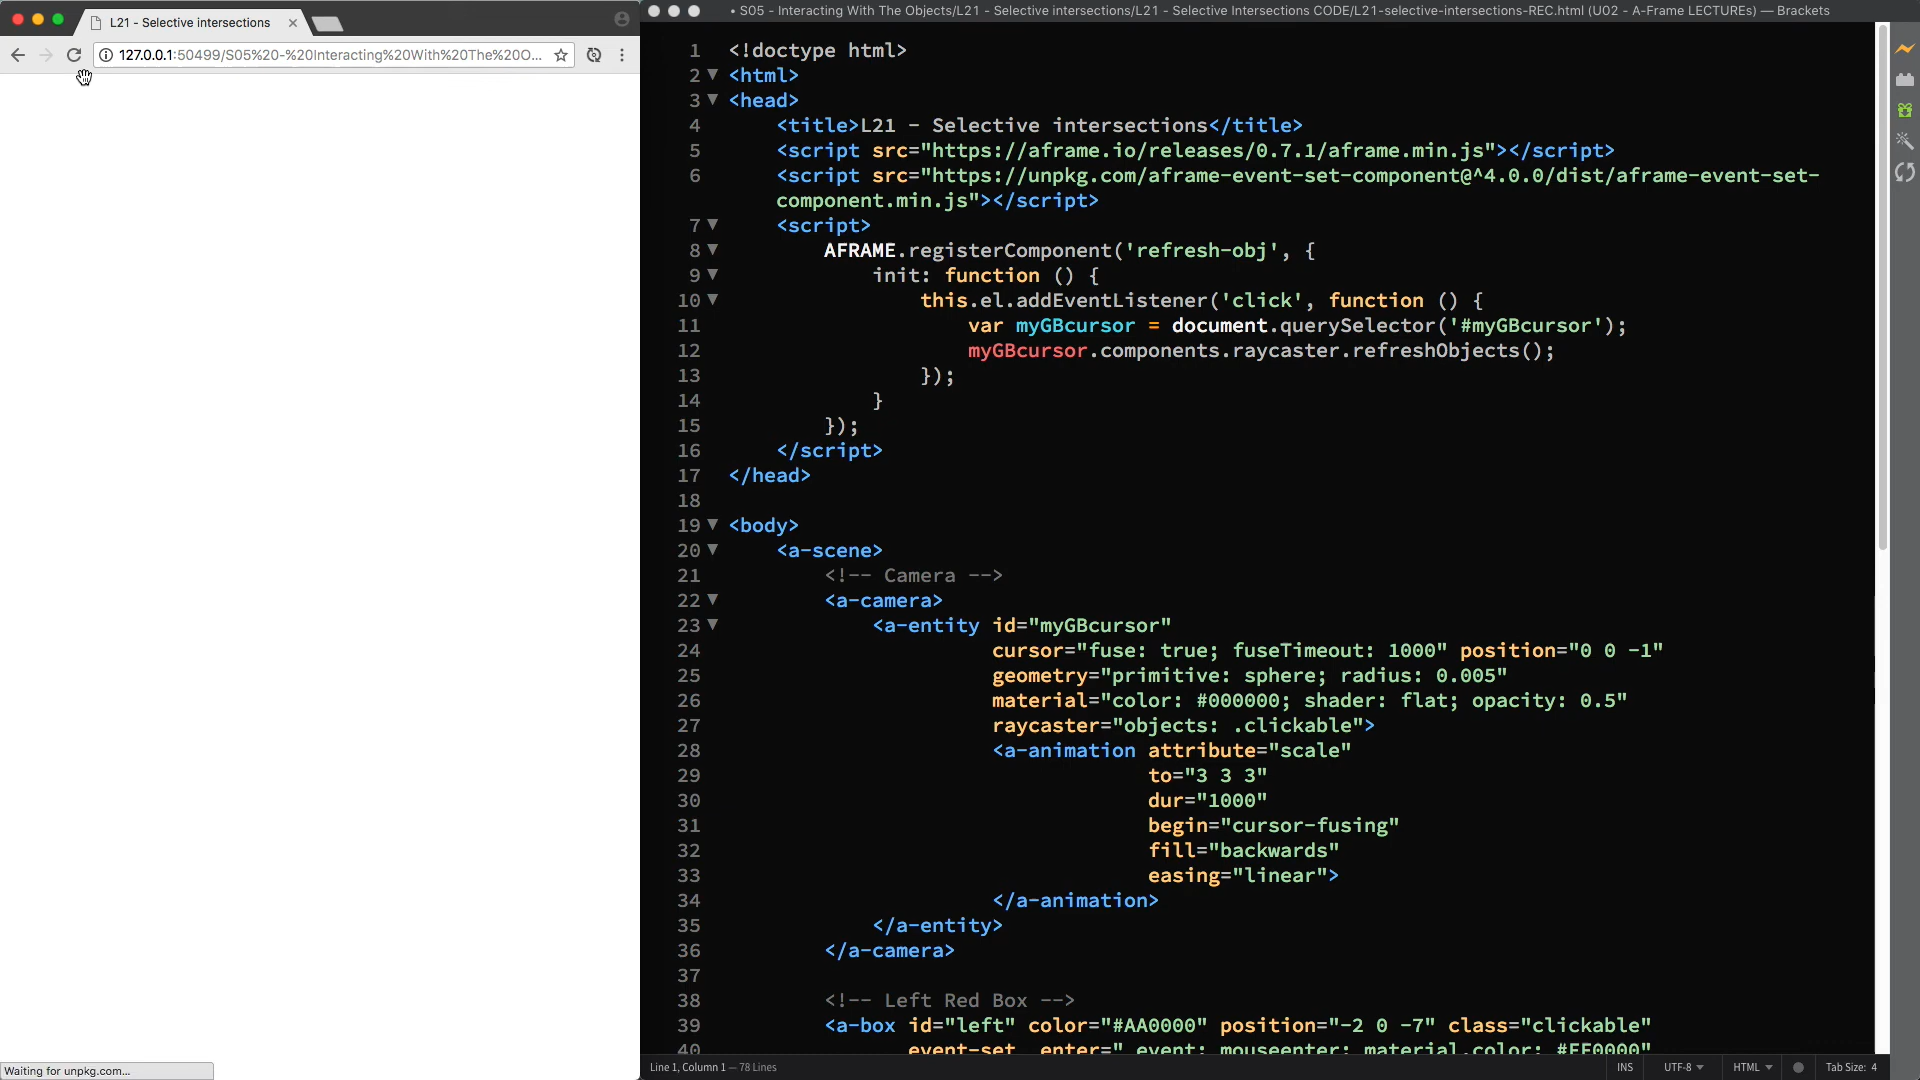 L21 - Selective intersections
127.0.0.1:50499/S05%20-%20Interacting%20With%20The%20O...
Waiting for unpkg.com...
• S05 - Interacting With The Objects/L21 - Selective intersections/L21 - Selective Intersections CODE/L21-selective-intersections-REC.html (U02 - A-Frame LECTUREs) — Brackets
1 <!doctype html>
2 <html>
3 <head>
4 <title>L21 - Selective intersections</title>
5 <script src="https://aframe.io/releases/0.7.1/aframe.min.js"></script>
6 <script src="https://unpkg.com/aframe-event-set-component@^4.0.0/dist/aframe-event-set-
component.min.js"></script>
7 <script>
8 AFRAME.registerComponent('refresh-obj', {
9 init: function () {
10 this.el.addEventListener('click', function () {
11 var myGBcursor = document.querySelector('#myGBcursor');
12 myGBcursor.components.raycaster.refreshObjects();
13 });
14 }
15 });
16 </script>
17 </head>
18
19 <body>
20 <a-scene>
21 <!-- Camera -->
22 <a-camera>
23 <a-entity id="myGBcursor"
24 cursor="fuse: true; fuseTimeout: 1000" position="0 0 -1"
25 geometry="primitive: sphere; radius: 0.005"
26 material="color: #000000; shader: flat; opacity: 0.5"
27 raycaster="objects: .clickable">
28 <a-animation attribute="scale"
29 to="3 3 3"
30 dur="1000"
31 begin="cursor-fusing"
32 fill="backwards"
33 easing="linear">
34 </a-animation>
35 </a-entity>
36 </a-camera>
37
38 <!-- Left Red Box -->
39 <a-box id="left" color="#AA0000" position="-2 0 -7" class="clickable"
40 event-set__enter="_event: mouseenter; material.color: #FF0000"
Line 1, Column 1 — 78 Lines
INS
UTF-8
HTML
Tab Size: 4